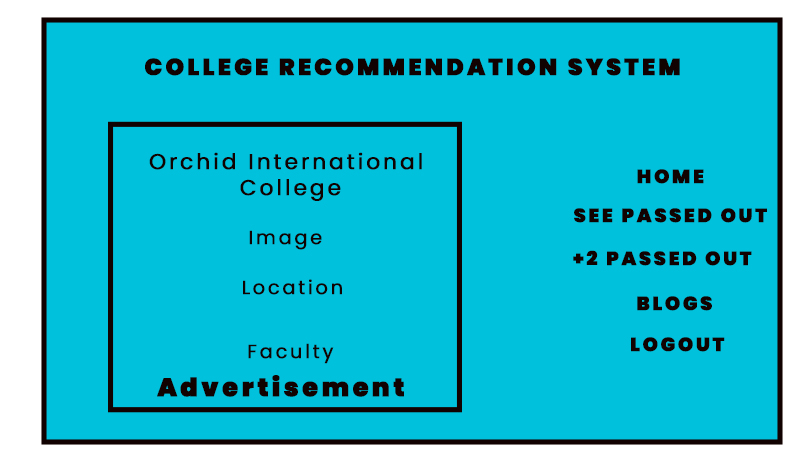 COLLEGE RECOMMENDATION SYSTEM
Orchid International
College
Image
Location
Faculty
Advertisement
HOME
SEE PASSED OUT
+2 PASSED OUT
BLOGS
LOGOUT